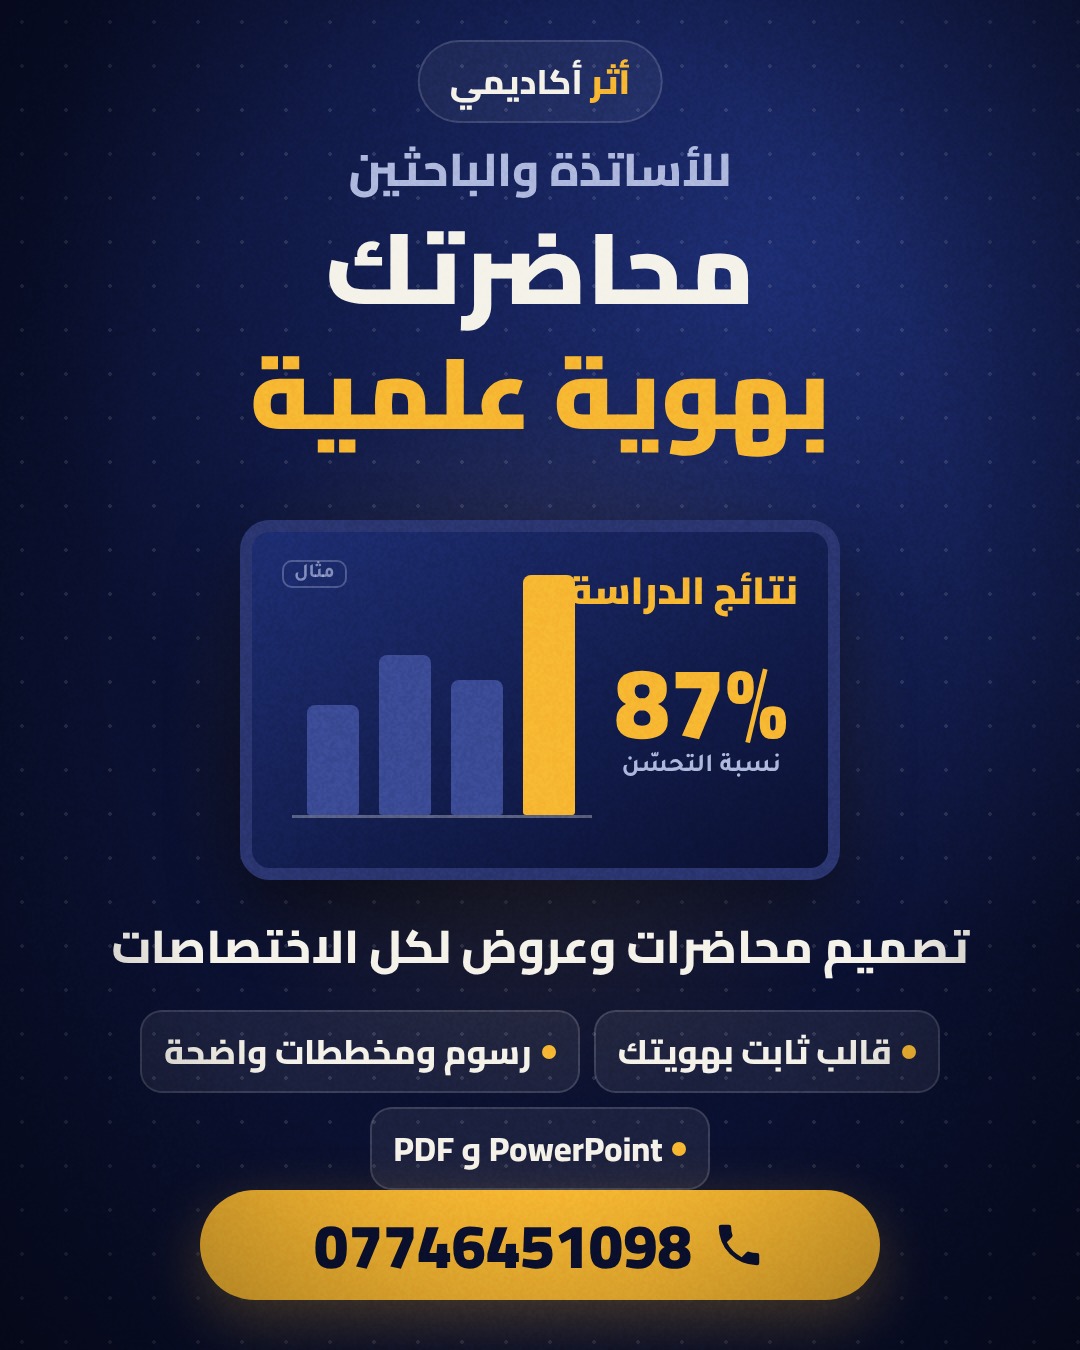 أثر أكاديمي
للأساتذة والباحثين
محاضرتك
بهوية علمية
مثال
نتائج الدراسة
87%
نسبة التحسّن
تصميم محاضرات وعروض لكل الاختصاصات
قالب ثابت بهويتك
رسوم ومخططات واضحة
PowerPoint و PDF
07746451098